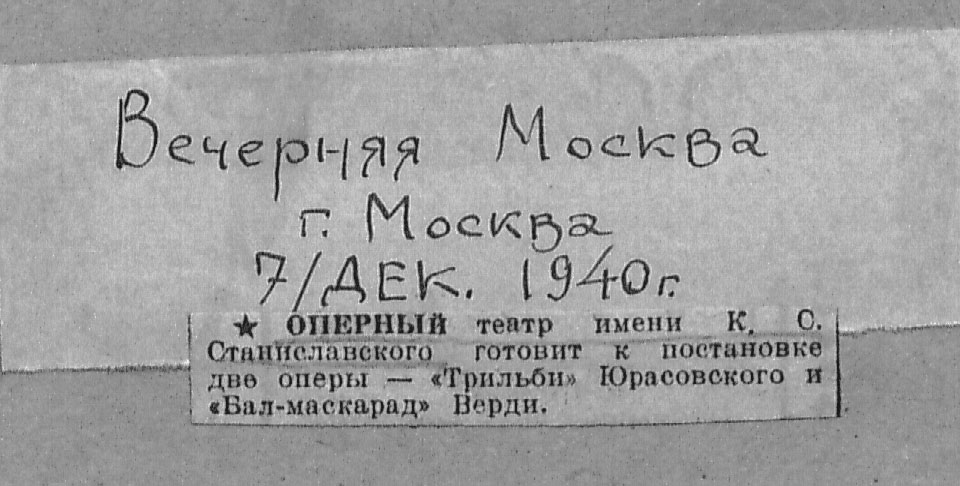 Вечерняя Москва
г. Москва
7/ДЕК. 1940г.
★ ОПЕРНЫЙ театр имени К. С.
Станиславского готовит к постановке
две оперы — «Трильби» Юрасовского и
«Бал-маскарад» Верди.